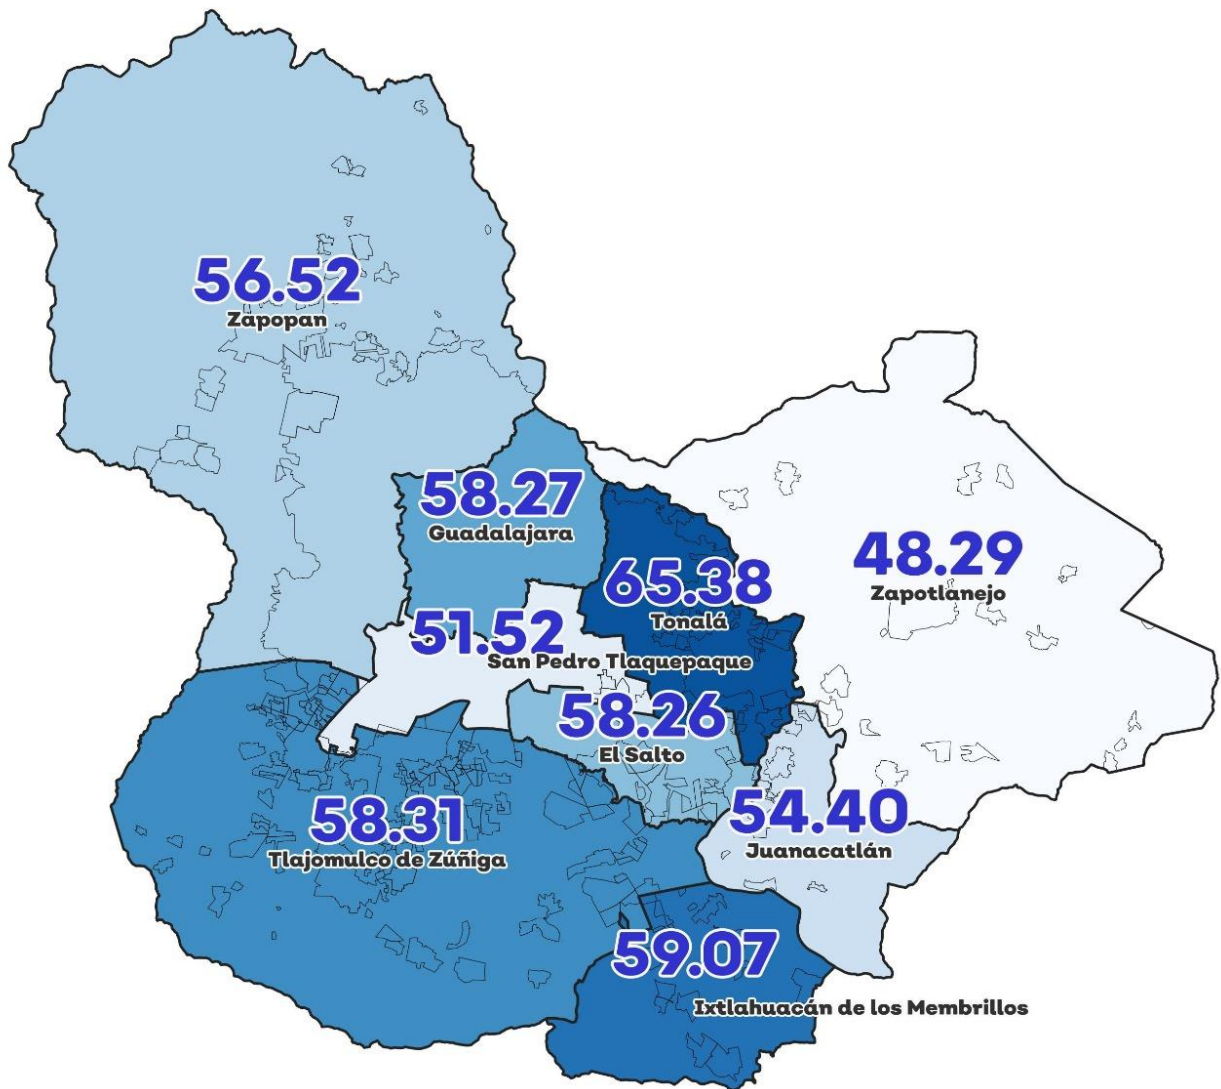 56.52
Zapopan
58.27
Guadalajara
48.29
Zapotlanejo
65.38
Tonalá
51.52
San Pedro Tlaquepaque
58.26
El Salto
58.31
Tlajomulco de Zúñiga
54.40
Juanacatlán
59.07
Ixtlahuacán de los Membrillos